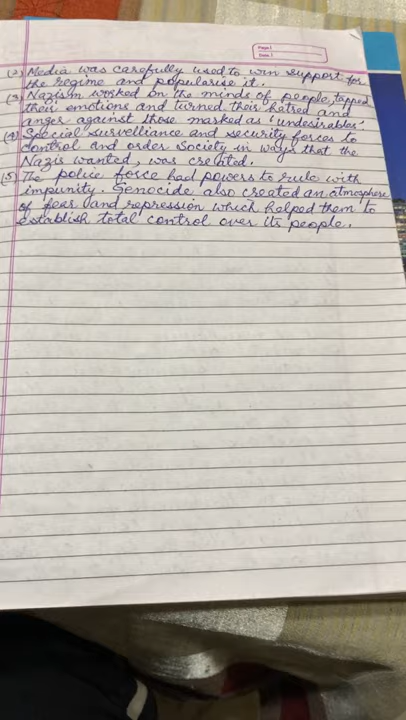 Page:
Date:
(2) Media was carefully used to win support for
the regime and popularise it.
(3) Nazism worked on the minds of people, tapped
their emotions and turned their hatred and
anger against those marked as 'undesirables'.
(4) Special survelliance and security forces to
control and order Society in ways that the
Nazis wanted, was created.
(5) The police force had powers to rule with
impunity. Genocide also created an atmosphere
of fear and repression which helped them to
establish total control over its people.